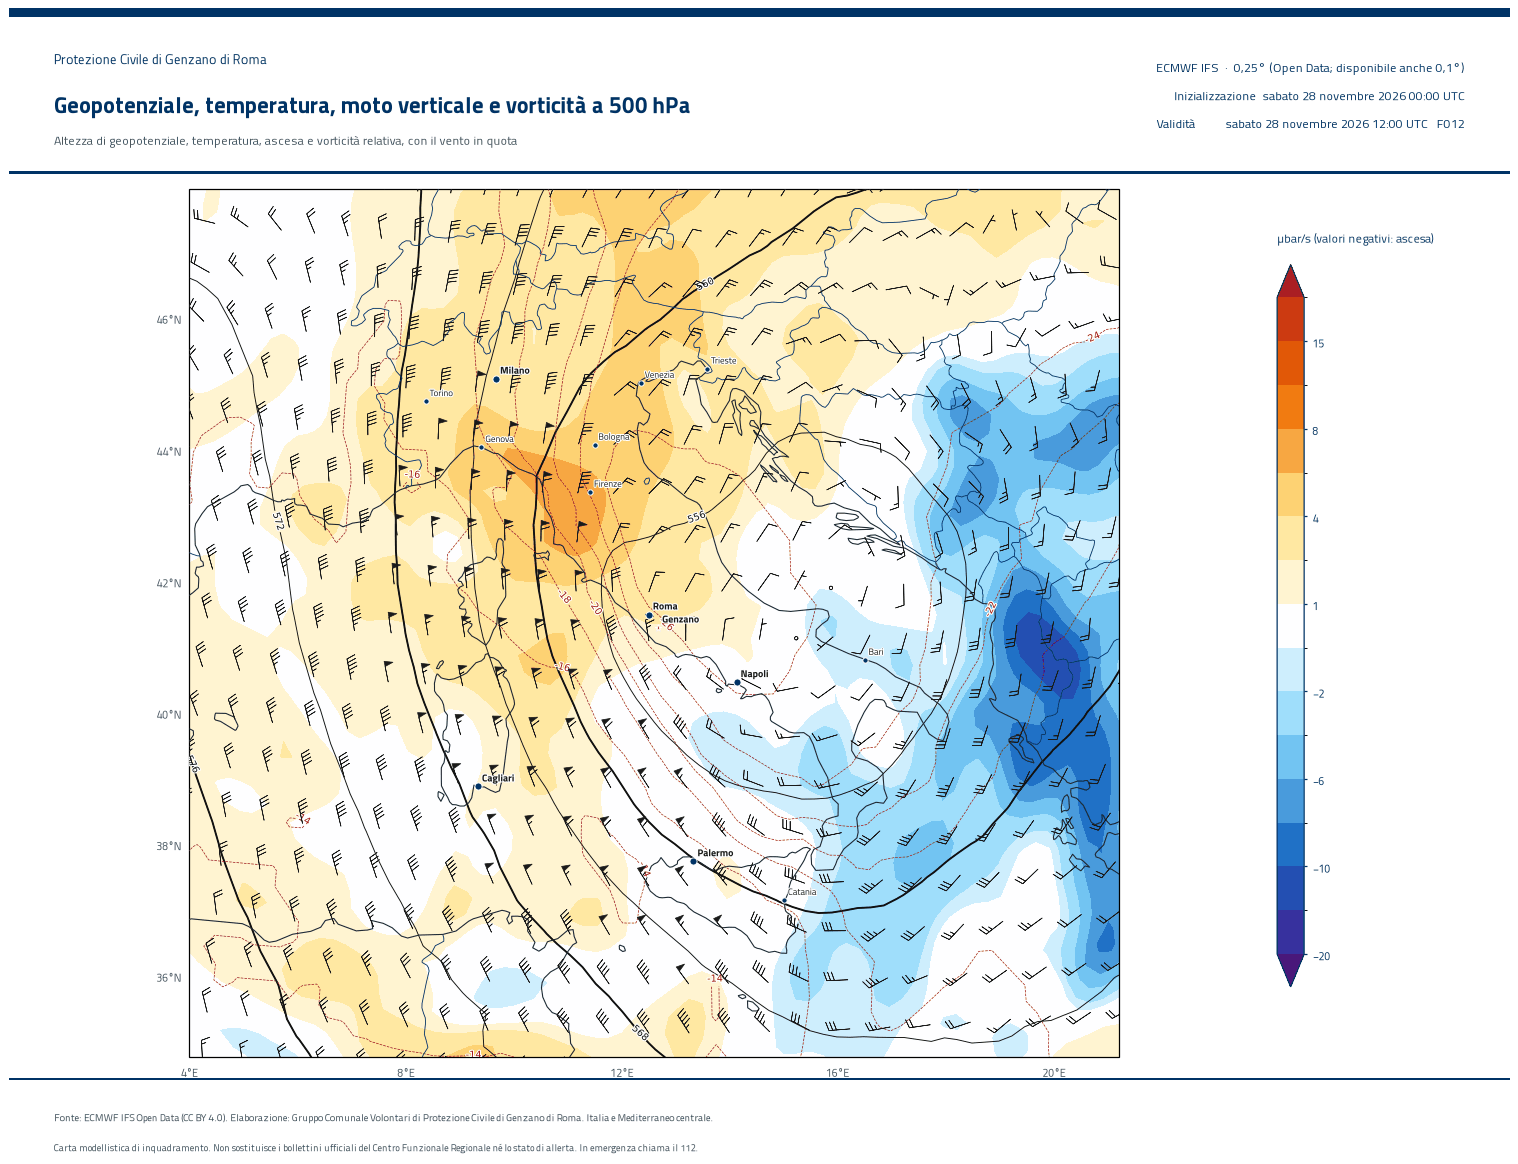 Protezione Civile di Genzano di Roma
Geopotenziale, temperatura, moto verticale e vorticità a 500 hPa
Altezza di geopotenziale, temperatura, ascesa e vorticità relativa, con il vento in quota
ECMWF IFS · 0,25° (Open Data; disponibile anche 0,1°)
Inizializzazione sabato 28 novembre 2026 00:00 UTC
Validità sabato 28 novembre 2026 12:00 UTC F012
µbar/s (valori negativi: ascesa)
15
8
4
1
−2
−6
−10
−20
46°N
44°N
42°N
40°N
38°N
36°N
4°E
8°E
12°E
16°E
20°E
560
-24
Trieste
Milano
Venezia
Torino
Genova
Bologna
-16
Firenze
572
556
-18
-20
Roma
Genzano
-22
Bari
-16
Napoli
576
Cagliari
Palermo
Catania
-14
568
-14
Fonte: ECMWF IFS Open Data (CC BY 4.0). Elaborazione: Gruppo Comunale Volontari di Protezione Civile di Genzano di Roma. Italia e Mediterraneo centrale.
Carta modellistica di inquadramento. Non sostituisce i bollettini ufficiali del Centro Funzionale Regionale né lo stato di allerta. In emergenza chiama il 112.